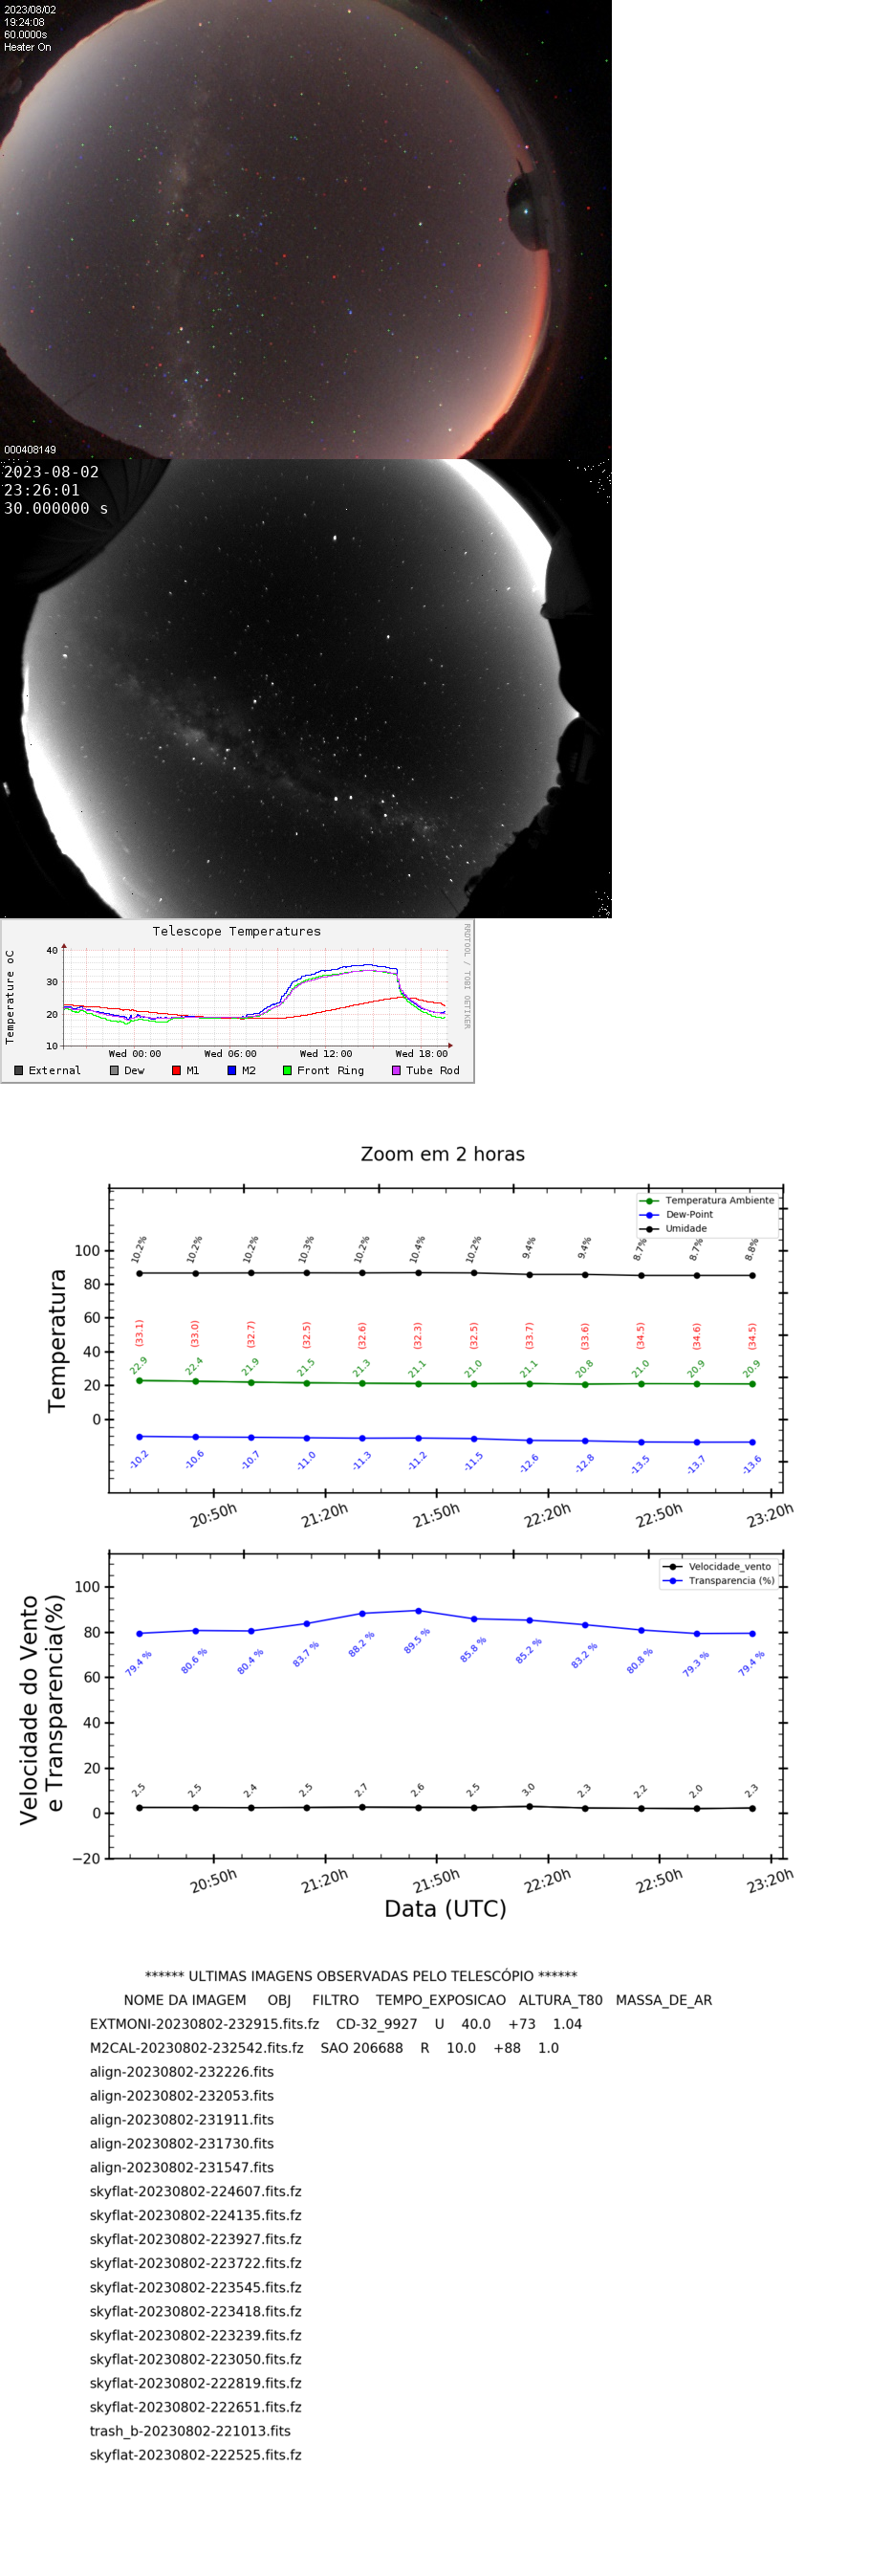 2023/08/02
19:24:08
60.0000s
Heater On
000408149
2023-08-02
23:26:01
30.000000 s
Telescope Temperatures
RRDTOOL / TOBI OETIKER
Temperature oC
40
30
20
10
Wed 00:00 Wed 06:00 Wed 12:00 Wed 18:00
External Dew M1 M2 Front Ring Tube Rod
Zoom em 2 horas
Temperatura Ambiente
Dew-Point
Umidade
Temperatura
100
80
60
40
20
0
10.2% 10.2% 10.2% 10.3% 10.2% 10.4% 10.2% 9.4% 9.4% 8.7% 8.7% 8.8%
(33.1) (33.0) (32.7) (32.5) (32.6) (32.3) (32.5) (33.7) (33.6) (34.5) (34.6) (34.5)
22.9 22.4 21.9 21.5 21.3 21.1 21.0 21.1 20.8 21.0 20.9 20.9
-10.2 -10.6 -10.7 -11.0 -11.3 -11.2 -11.5 -12.6 -12.8 -13.5 -13.7 -13.6
20:50h 21:20h 21:50h 22:20h 22:50h 23:20h
Velocidade_vento
Transparencia (%)
Velocidade do Vento
e Transparencia(%)
100
80
60
40
20
0
−20
79.4 % 80.6 % 80.4 % 83.7 % 88.2 % 89.5 % 85.8 % 85.2 % 83.2 % 80.8 % 79.3 % 79.4 %
2.5 2.5 2.4 2.5 2.7 2.6 2.5 3.0 2.3 2.2 2.0 2.3
20:50h 21:20h 21:50h 22:20h 22:50h 23:20h
Data (UTC)
****** ULTIMAS IMAGENS OBSERVADAS PELO TELESCÓPIO ******
NOME DA IMAGEM OBJ FILTRO TEMPO_EXPOSICAO ALTURA_T80 MASSA_DE_AR
EXTMONI-20230802-232915.fits.fz CD-32_9927 U 40.0 +73 1.04
M2CAL-20230802-232542.fits.fz SAO 206688 R 10.0 +88 1.0
align-20230802-232226.fits
align-20230802-232053.fits
align-20230802-231911.fits
align-20230802-231730.fits
align-20230802-231547.fits
skyflat-20230802-224607.fits.fz
skyflat-20230802-224135.fits.fz
skyflat-20230802-223927.fits.fz
skyflat-20230802-223722.fits.fz
skyflat-20230802-223545.fits.fz
skyflat-20230802-223418.fits.fz
skyflat-20230802-223239.fits.fz
skyflat-20230802-223050.fits.fz
skyflat-20230802-222819.fits.fz
skyflat-20230802-222651.fits.fz
trash_b-20230802-221013.fits
skyflat-20230802-222525.fits.fz